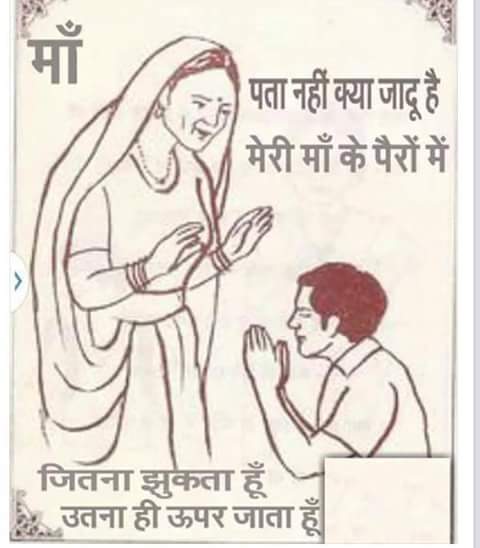 माँ
पता नहीं क्या जादू है
मेरी माँ के पैरों में
जितना झुकता हूँ
उतना ही ऊपर जाता हूँ